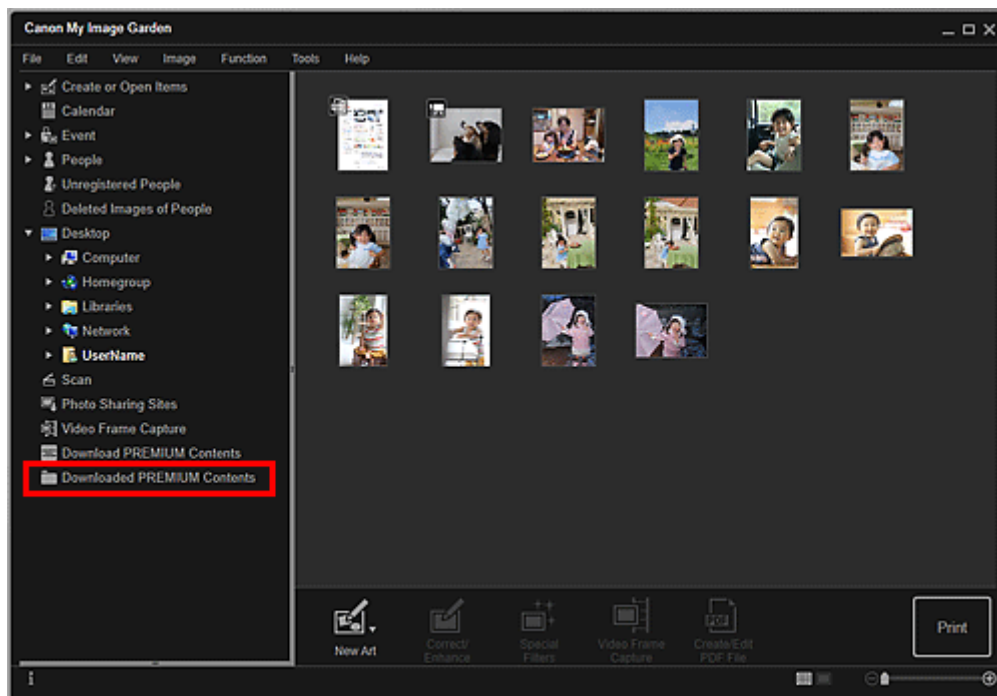 Canon My Image Garden
File Edit View Image Function Tools Help
Create or Open Items
Calendar
Event
People
Unregistered People
Deleted Images of People
Desktop
Computer
Homegroup
Libraries
Network
UserName
Scan
Photo Sharing Sites
Video Frame Capture
Download PREMIUM Contents
Downloaded PREMIUM Contents
New Art
Correct/
Enhance
Special
Filters
Video Frame
Capture
Create/Edit
PDF File
PDF
Print